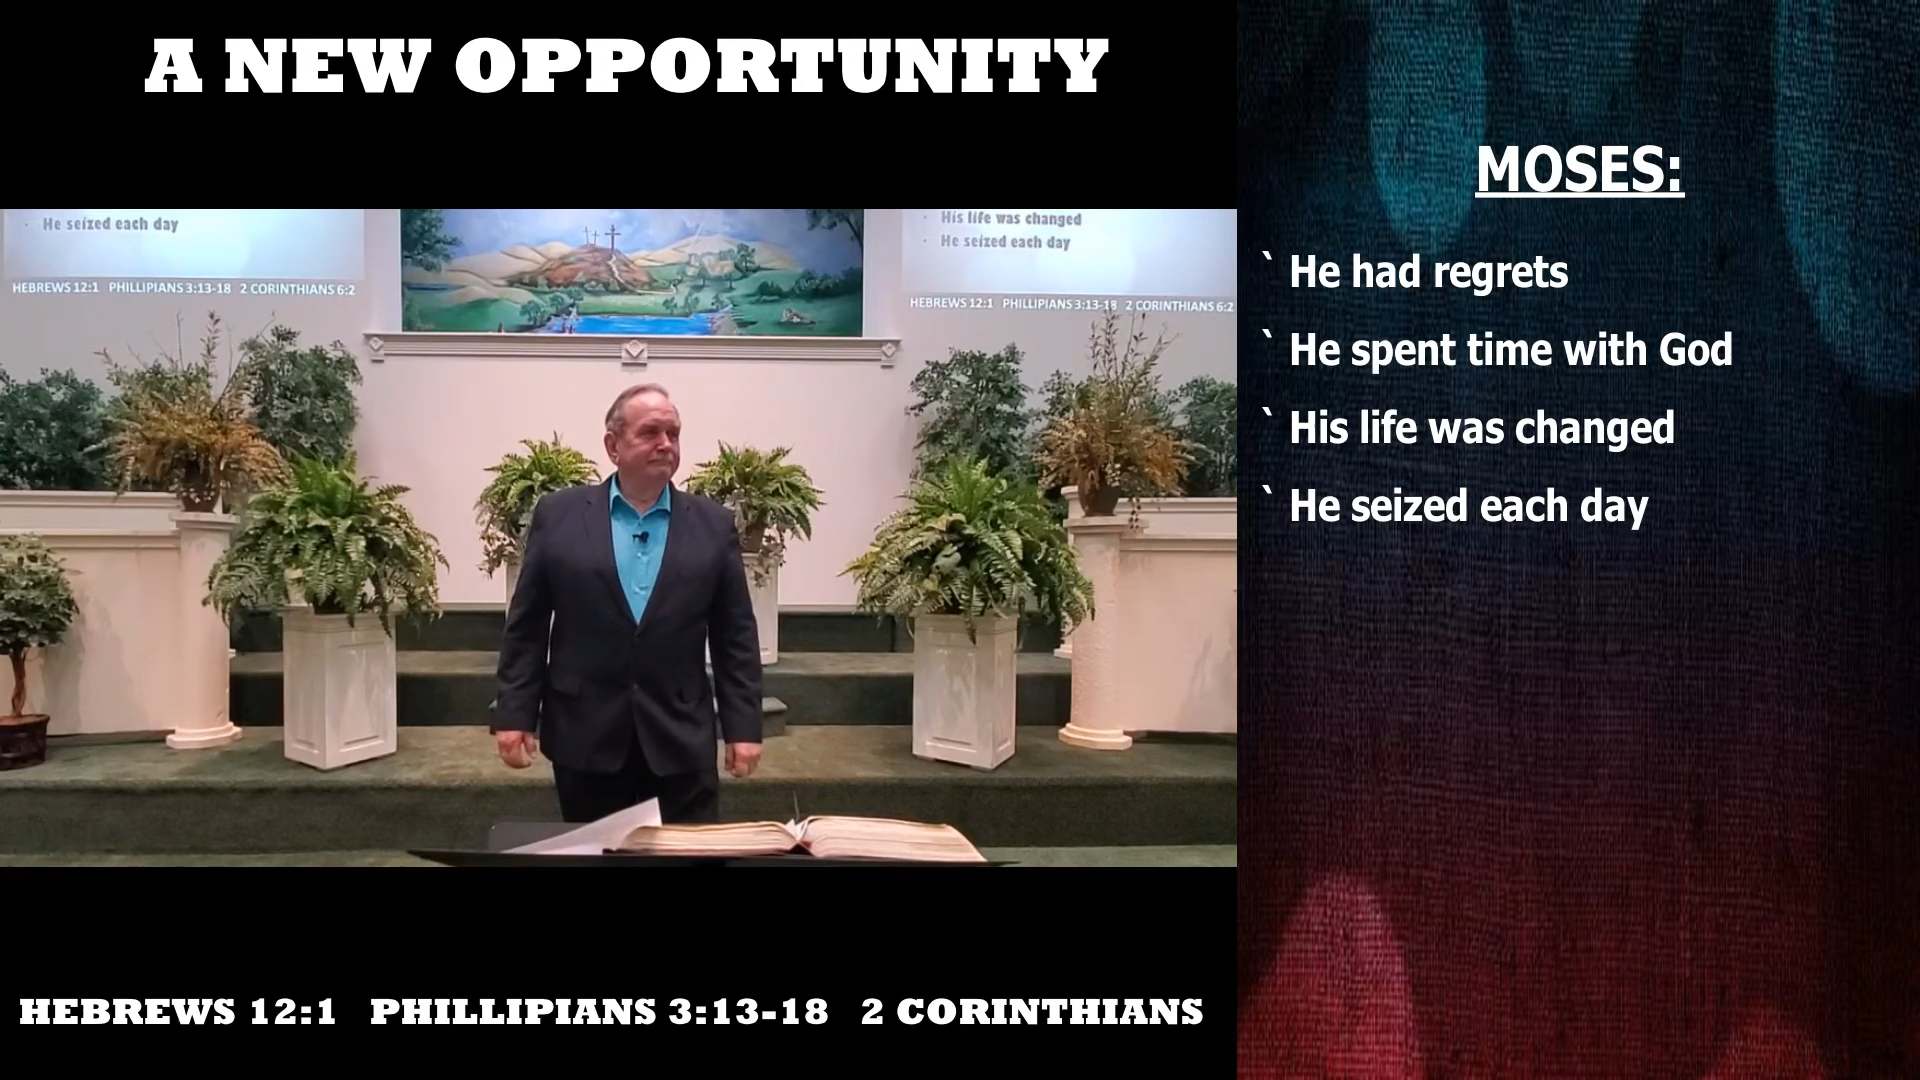 A NEW OPPORTUNITY
MOSES:
` He had regrets
` He spent time with God
` His life was changed
` He seized each day
· He seized each day
HEBREWS 12:1 PHILLIPIANS 3:13-18 2 CORINTHIANS 6:2
· His life was changed
· He seized each day
HEBREWS 12:1 PHILLIPIANS 3:13-18 2 CORINTHIANS 6:2
HEBREWS 12:1 PHILLIPIANS 3:13-18 2 CORINTHIANS